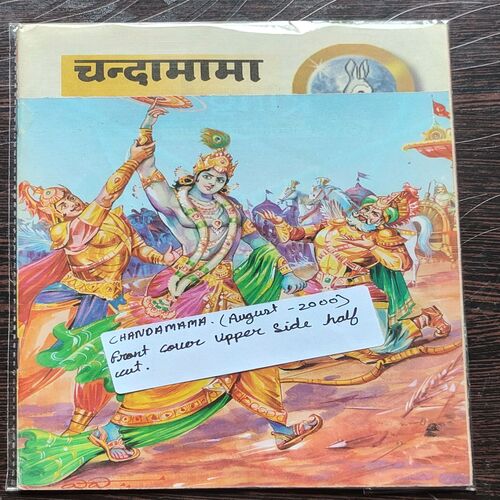 चन्दामामा
CHANDAMAMA. (August - 2000)
Front cover upper side half
cut.